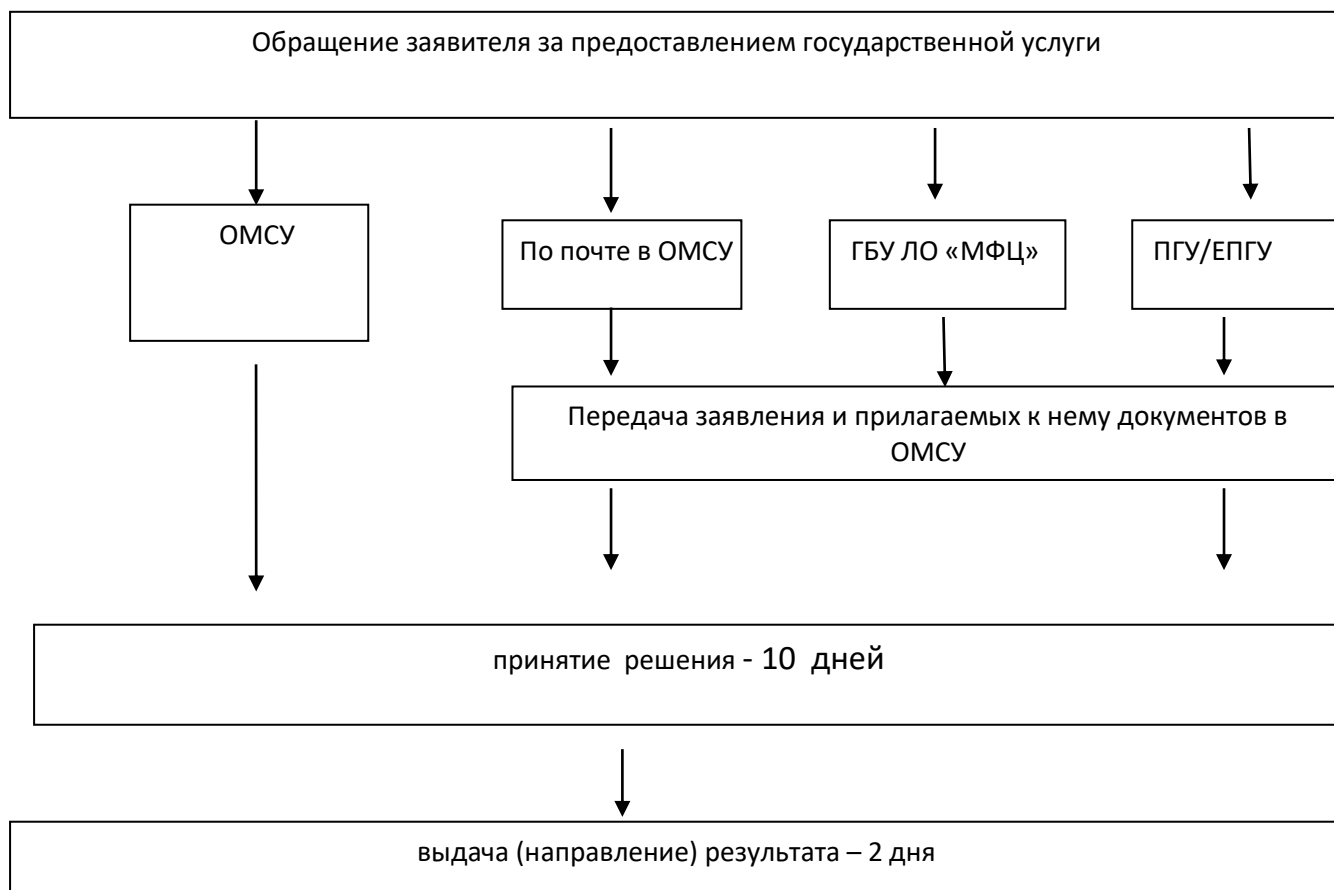 Обращение заявителя за предоставлением государственной услуги
ОМСУ
По почте в ОМСУ
ГБУ ЛО «МФЦ»
ПГУ/ЕПГУ
Передача заявления и прилагаемых к нему документов в
ОМСУ
принятие решения - 10 дней
выдача (направление) результата – 2 дня